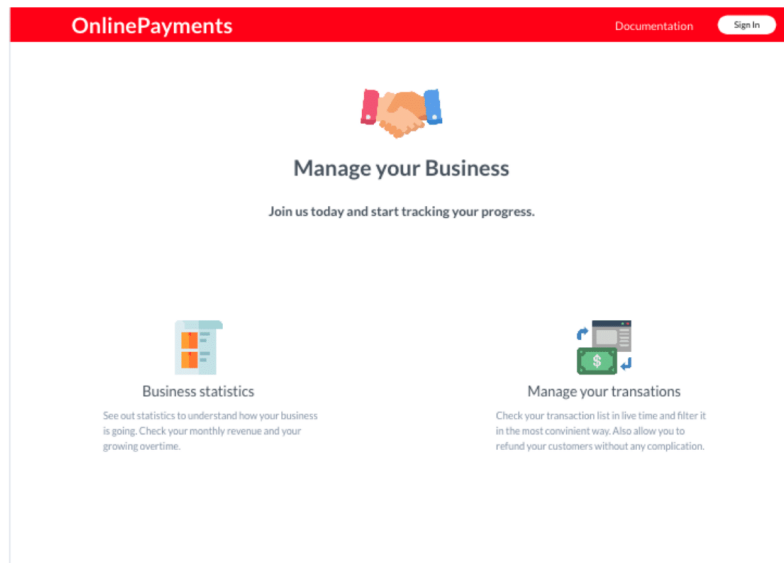 OnlinePayments
Documentation
Sign In
Manage your Business
Join us today and start tracking your progress.
Business statistics
See out statistics to understand how your business
is going. Check your monthly revenue and your
growing overtime.
$
Manage your transations
Check your transaction list in live time and filter it
in the most convinient way. Also allow you to
refund your customers without any complication.